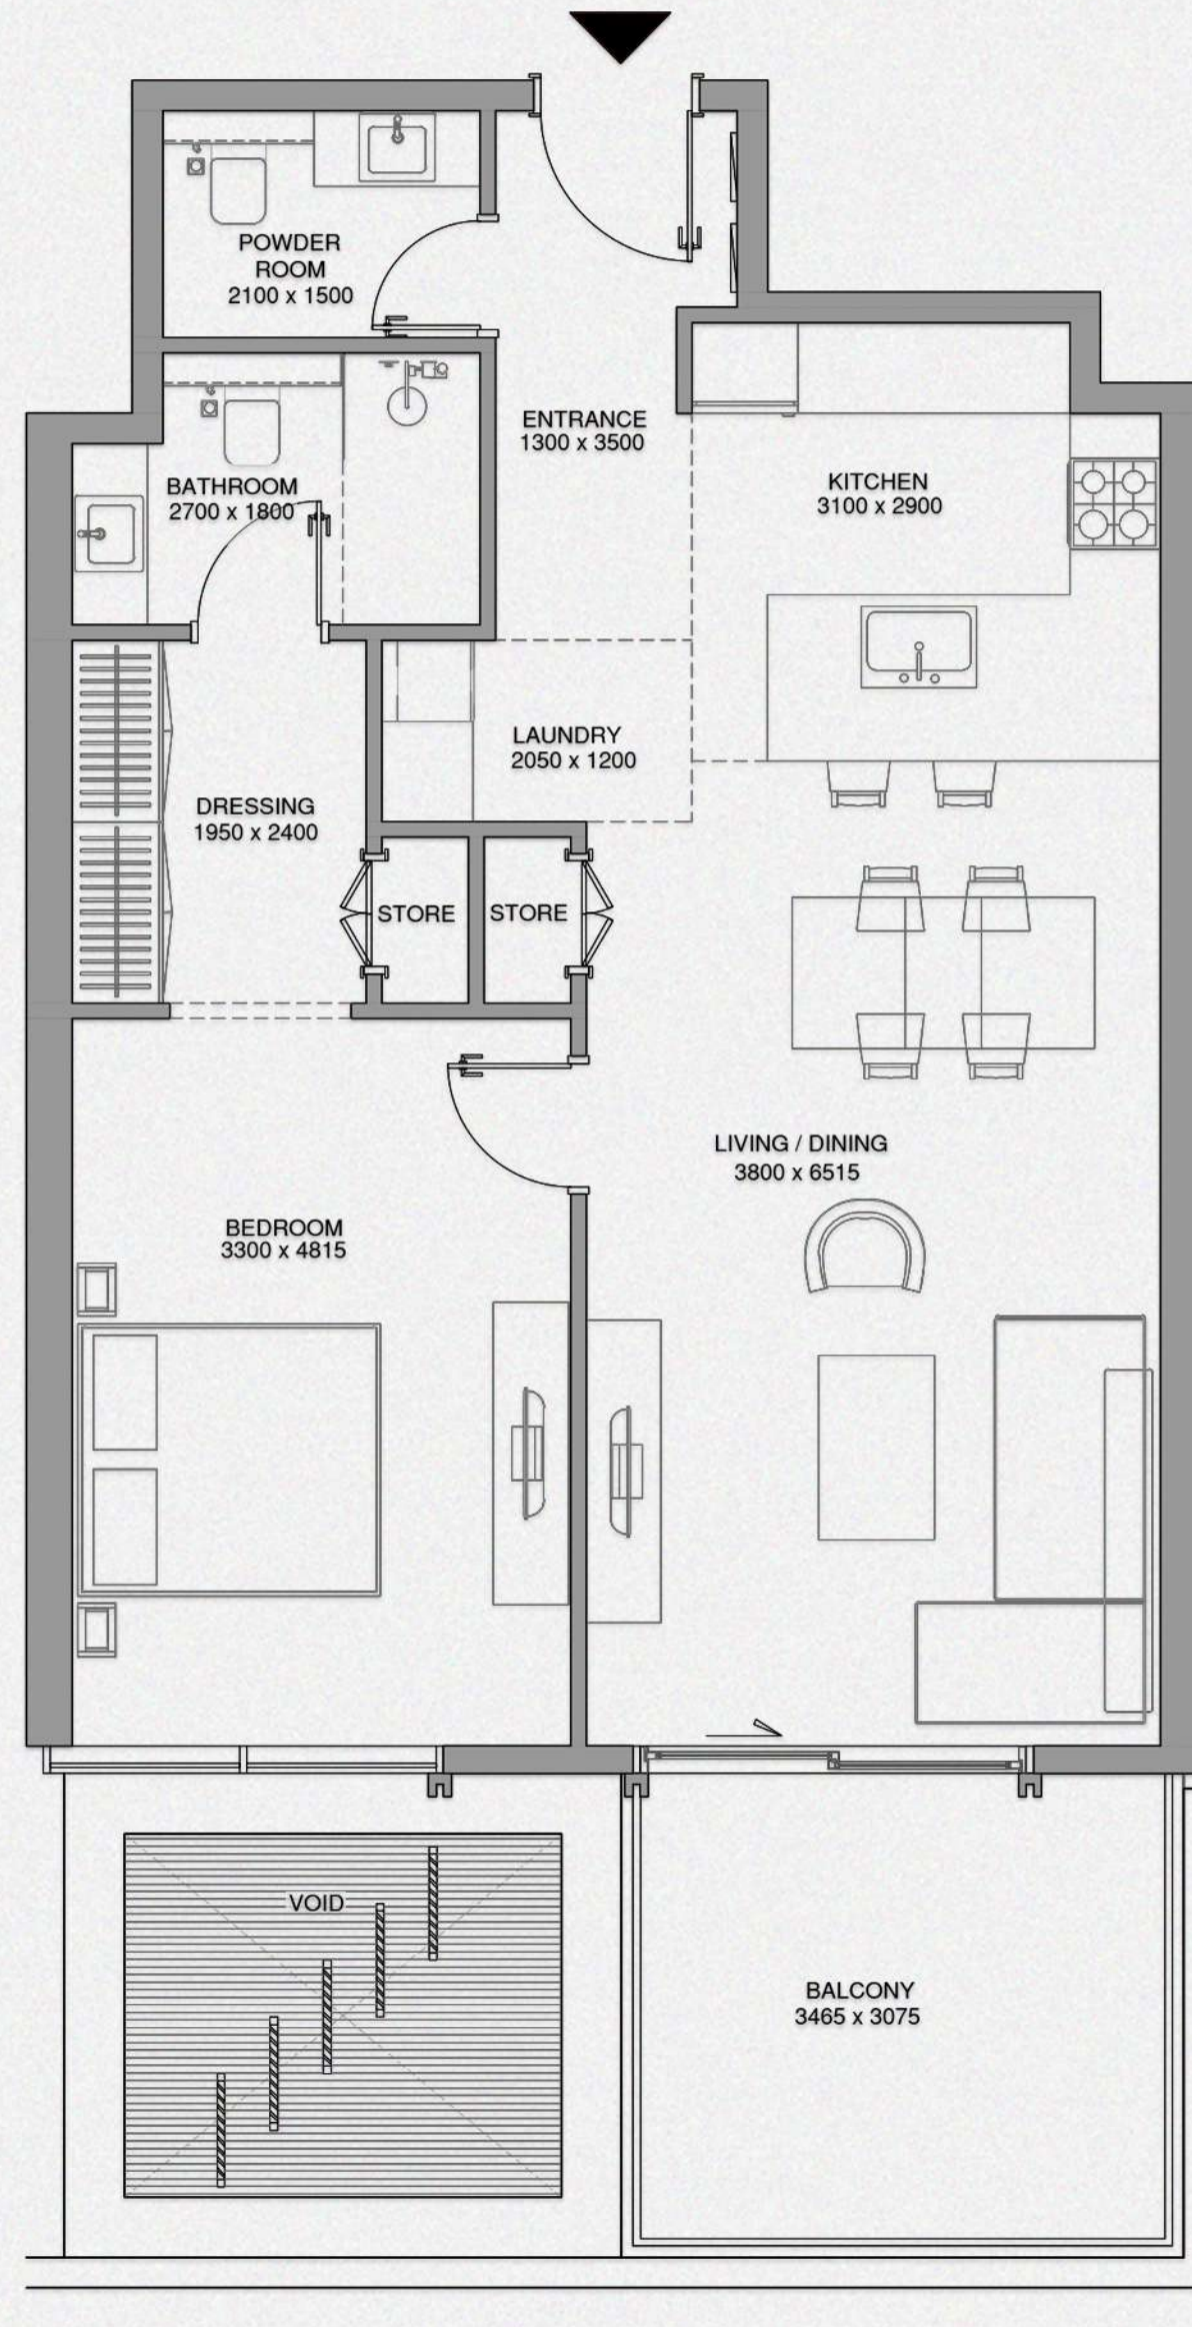 POWDER
ROOM
2100 x 1500
ENTRANCE
1300 x 3500
BATHROOM
2700 x 1800
KITCHEN
3100 x 2900
LAUNDRY
2050 x 1200
DRESSING
1950 x 2400
STORE
STORE
LIVING / DINING
3800 x 6515
BEDROOM
3300 x 4815
VOID
BALCONY
3465 x 3075